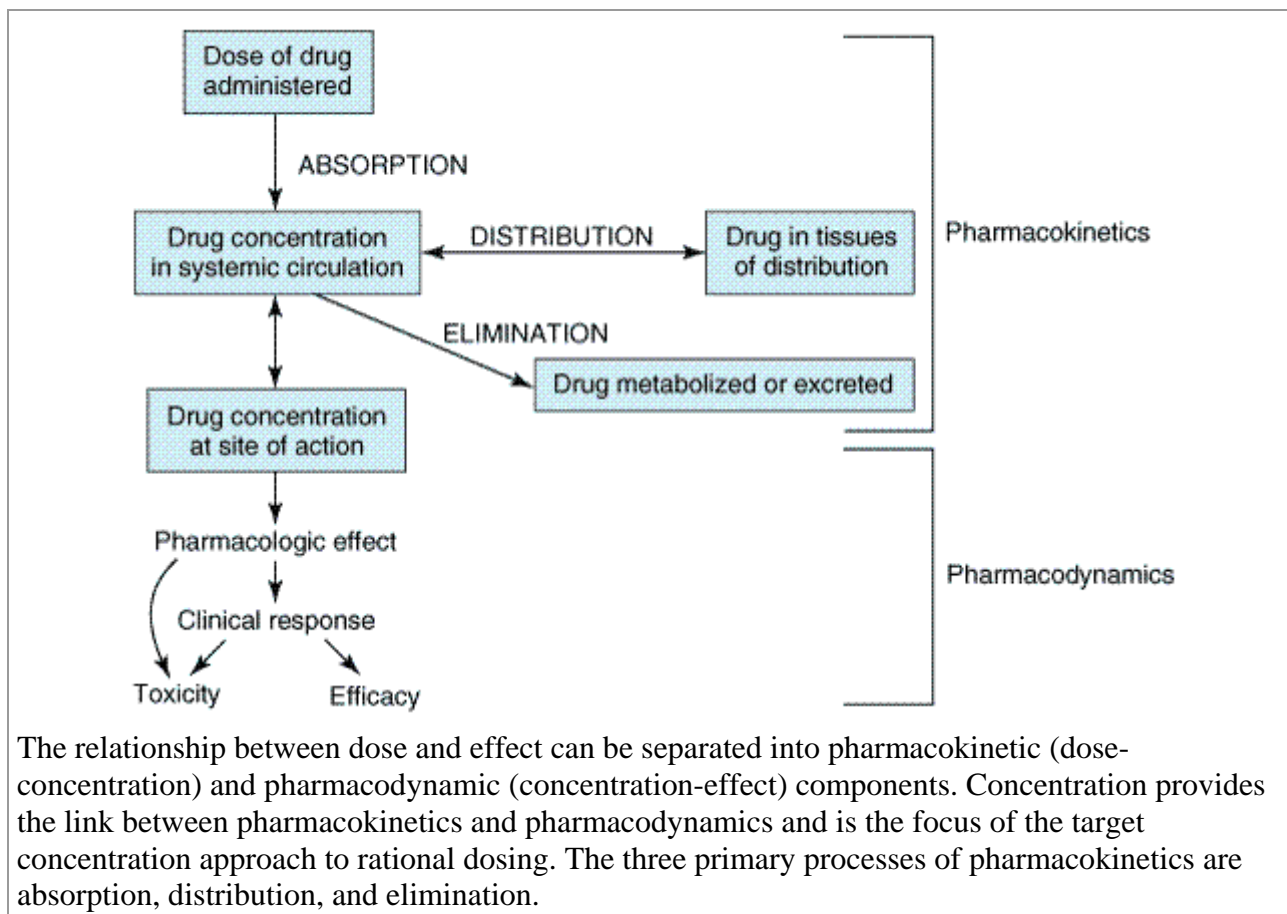 Dose of drug
administered
ABSORPTION
Drug concentration
in systemic circulation
DISTRIBUTION
Drug in tissues
of distribution
Pharmacokinetics
ELIMINATION
Drug metabolized or excreted
Drug concentration
at site of action
Pharmacologic effect
Pharmacodynamics
Clinical response
Toxicity
Efficacy
The relationship between dose and effect can be separated into pharmacokinetic (dose-
concentration) and pharmacodynamic (concentration-effect) components. Concentration provides
the link between pharmacokinetics and pharmacodynamics and is the focus of the target
concentration approach to rational dosing. The three primary processes of pharmacokinetics are
absorption, distribution, and elimination.